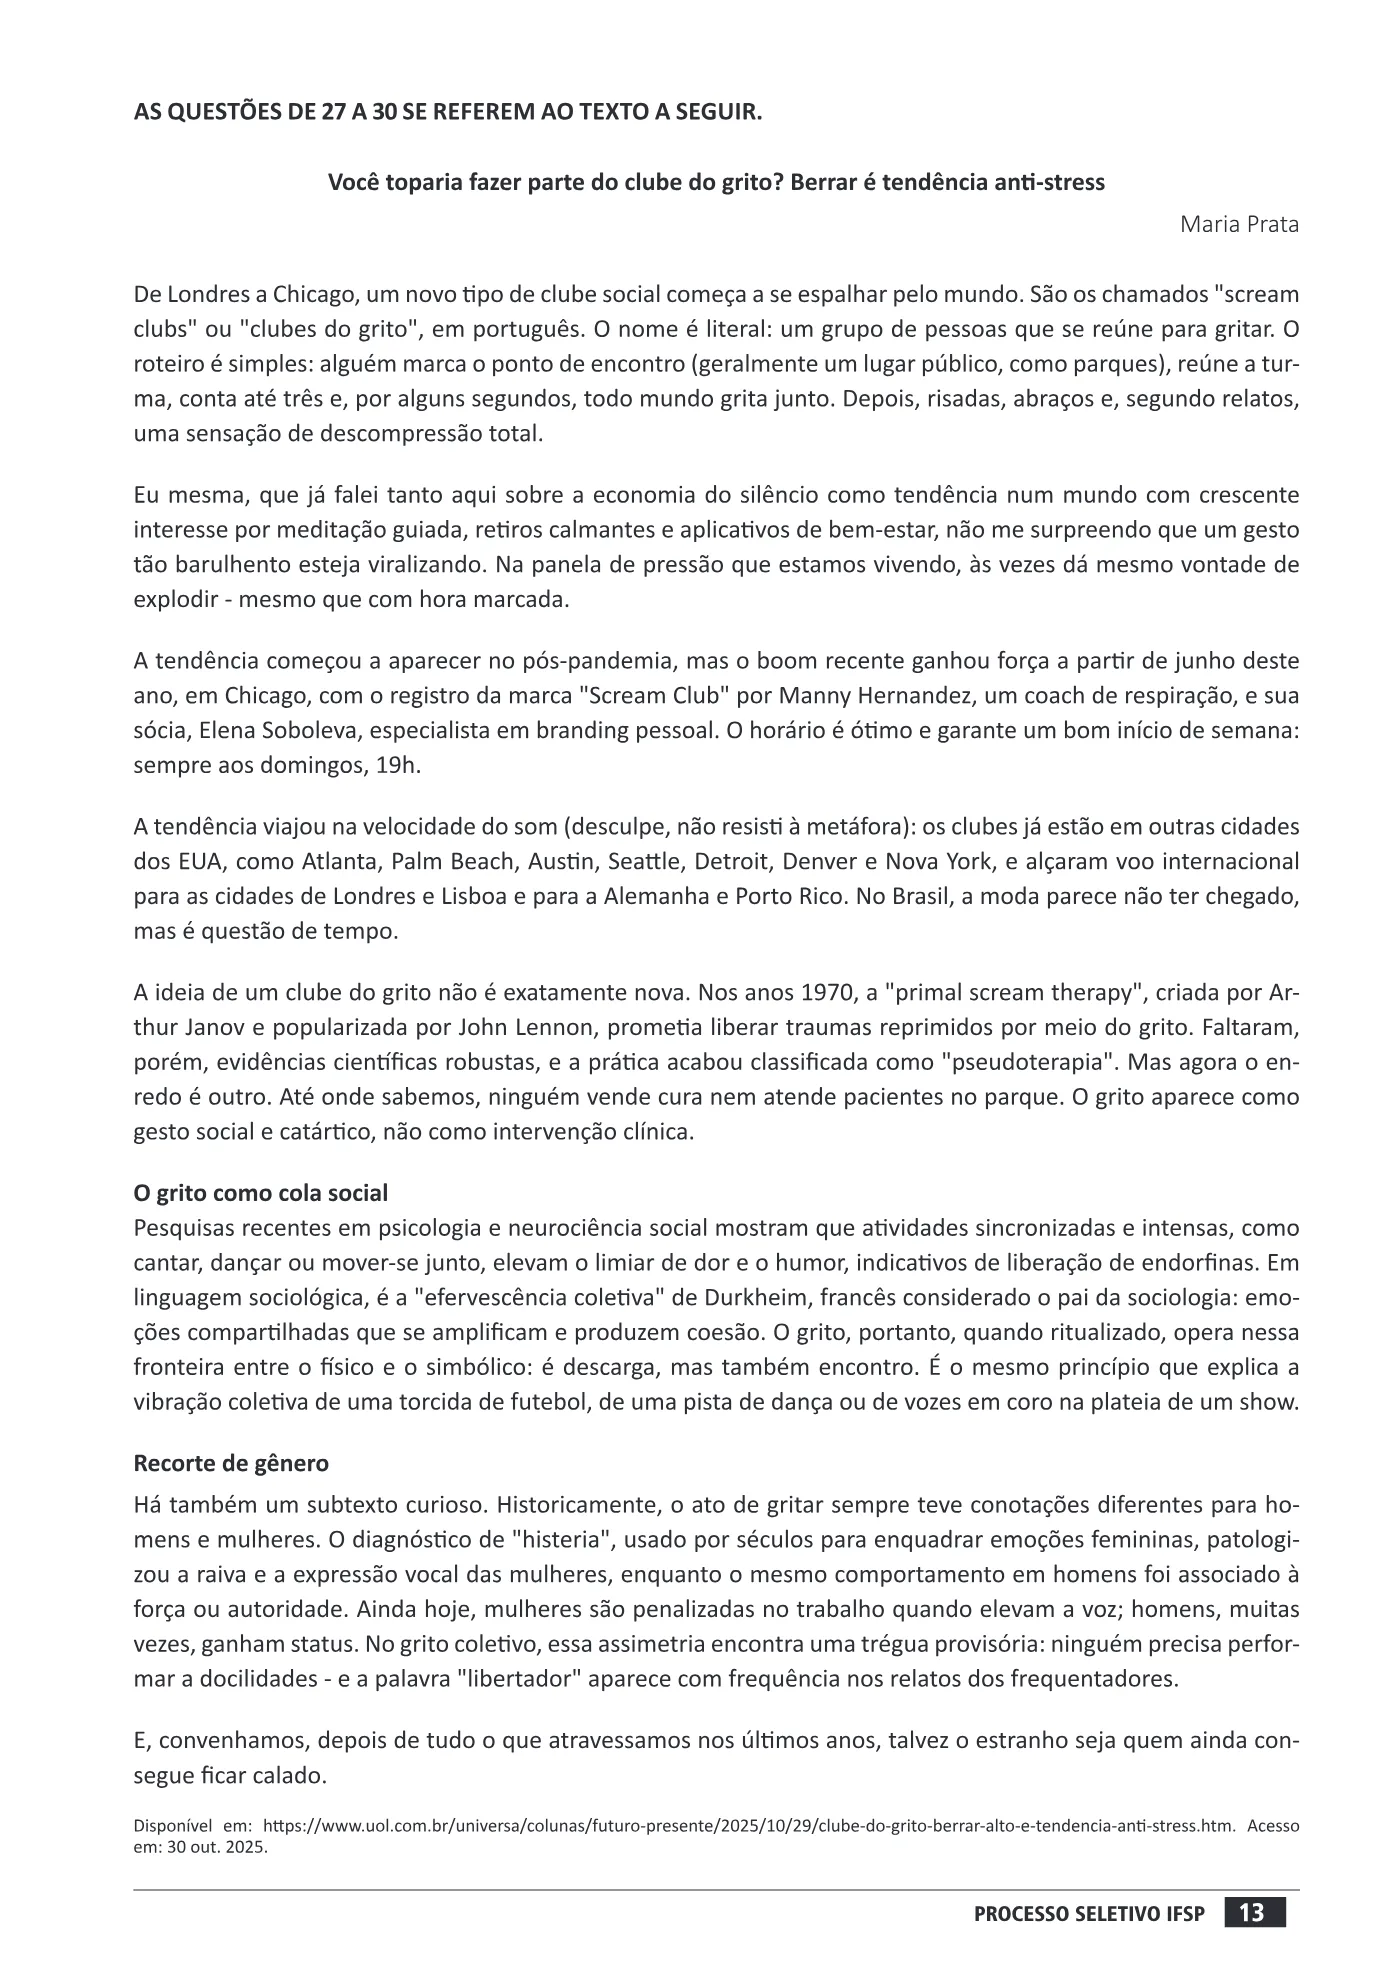 AS QUESTÕES DE 27 A 30 SE REFEREM AO TEXTO A SEGUIR.
Você toparia fazer parte do clube do grito? Berrar é tendência anti-stress
Maria Prata
De Londres a Chicago, um novo tipo de clube social começa a se espalhar pelo mundo. São os chamados "scream
clubs" ou "clubes do grito", em português. O nome é literal: um grupo de pessoas que se reúne para gritar. O
roteiro é simples: alguém marca o ponto de encontro (geralmente um lugar público, como parques), reúne a tur-
ma, conta até três e, por alguns segundos, todo mundo grita junto. Depois, risadas, abraços e, segundo relatos,
uma sensação de descompressão total.
Eu mesma, que já falei tanto aqui sobre a economia do silêncio como tendência num mundo com crescente
interesse por meditação guiada, retiros calmantes e aplicativos de bem-estar, não me surpreendo que um gesto
tão barulhento esteja viralizando. Na panela de pressão que estamos vivendo, às vezes dá mesmo vontade de
explodir - mesmo que com hora marcada.
A tendência começou a aparecer no pós-pandemia, mas o boom recente ganhou força a partir de junho deste
ano, em Chicago, com o registro da marca "Scream Club" por Manny Hernandez, um coach de respiração, e sua
sócia, Elena Soboleva, especialista em branding pessoal. O horário é ótimo e garante um bom início de semana:
sempre aos domingos, 19h.
A tendência viajou na velocidade do som (desculpe, não resisti à metáfora): os clubes já estão em outras cidades
dos EUA, como Atlanta, Palm Beach, Austin, Seattle, Detroit, Denver e Nova York, e alçaram voo internacional
para as cidades de Londres e Lisboa e para a Alemanha e Porto Rico. No Brasil, a moda parece não ter chegado,
mas é questão de tempo.
A ideia de um clube do grito não é exatamente nova. Nos anos 1970, a "primal scream therapy", criada por Ar-
thur Janov e popularizada por John Lennon, prometia liberar traumas reprimidos por meio do grito. Faltaram,
porém, evidências científicas robustas, e a prática acabou classificada como "pseudoterapia". Mas agora o en-
redo é outro. Até onde sabemos, ninguém vende cura nem atende pacientes no parque. O grito aparece como
gesto social e catártico, não como intervenção clínica.
O grito como cola social
Pesquisas recentes em psicologia e neurociência social mostram que atividades sincronizadas e intensas, como
cantar, dançar ou mover-se junto, elevam o limiar de dor e o humor, indicativos de liberação de endorfinas. Em
linguagem sociológica, é a "efervescência coletiva" de Durkheim, francês considerado o pai da sociologia: emo-
ções compartilhadas que se amplificam e produzem coesão. O grito, portanto, quando ritualizado, opera nessa
fronteira entre o físico e o simbólico: é descarga, mas também encontro. É o mesmo princípio que explica a
vibração coletiva de uma torcida de futebol, de uma pista de dança ou de vozes em coro na plateia de um show.
Recorte de gênero
Há também um subtexto curioso. Historicamente, o ato de gritar sempre teve conotações diferentes para ho-
mens e mulheres. O diagnóstico de "histeria", usado por séculos para enquadrar emoções femininas, patologi-
zou a raiva e a expressão vocal das mulheres, enquanto o mesmo comportamento em homens foi associado à
força ou autoridade. Ainda hoje, mulheres são penalizadas no trabalho quando elevam a voz; homens, muitas
vezes, ganham status. No grito coletivo, essa assimetria encontra uma trégua provisória: ninguém precisa perfor-
mar a docilidades - e a palavra "libertador" aparece com frequência nos relatos dos frequentadores.
E, convenhamos, depois de tudo o que atravessamos nos últimos anos, talvez o estranho seja quem ainda con-
segue ficar calado.
Disponível em: https://www.uol.com.br/universa/colunas/futuro-presente/2025/10/29/clube-do-grito-berrar-alto-e-tendencia-anti-stress.htm. Acesso
em: 30 out. 2025.
PROCESSO SELETIVO IFSP 13